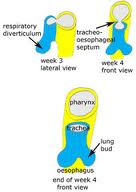 respiratory
diverticulum
tracheo-
oesophageal
septum
week 3
lateral view
week 4
front view
pharynx
trachea
lung
bud
oesophagus
end of week 4
front view